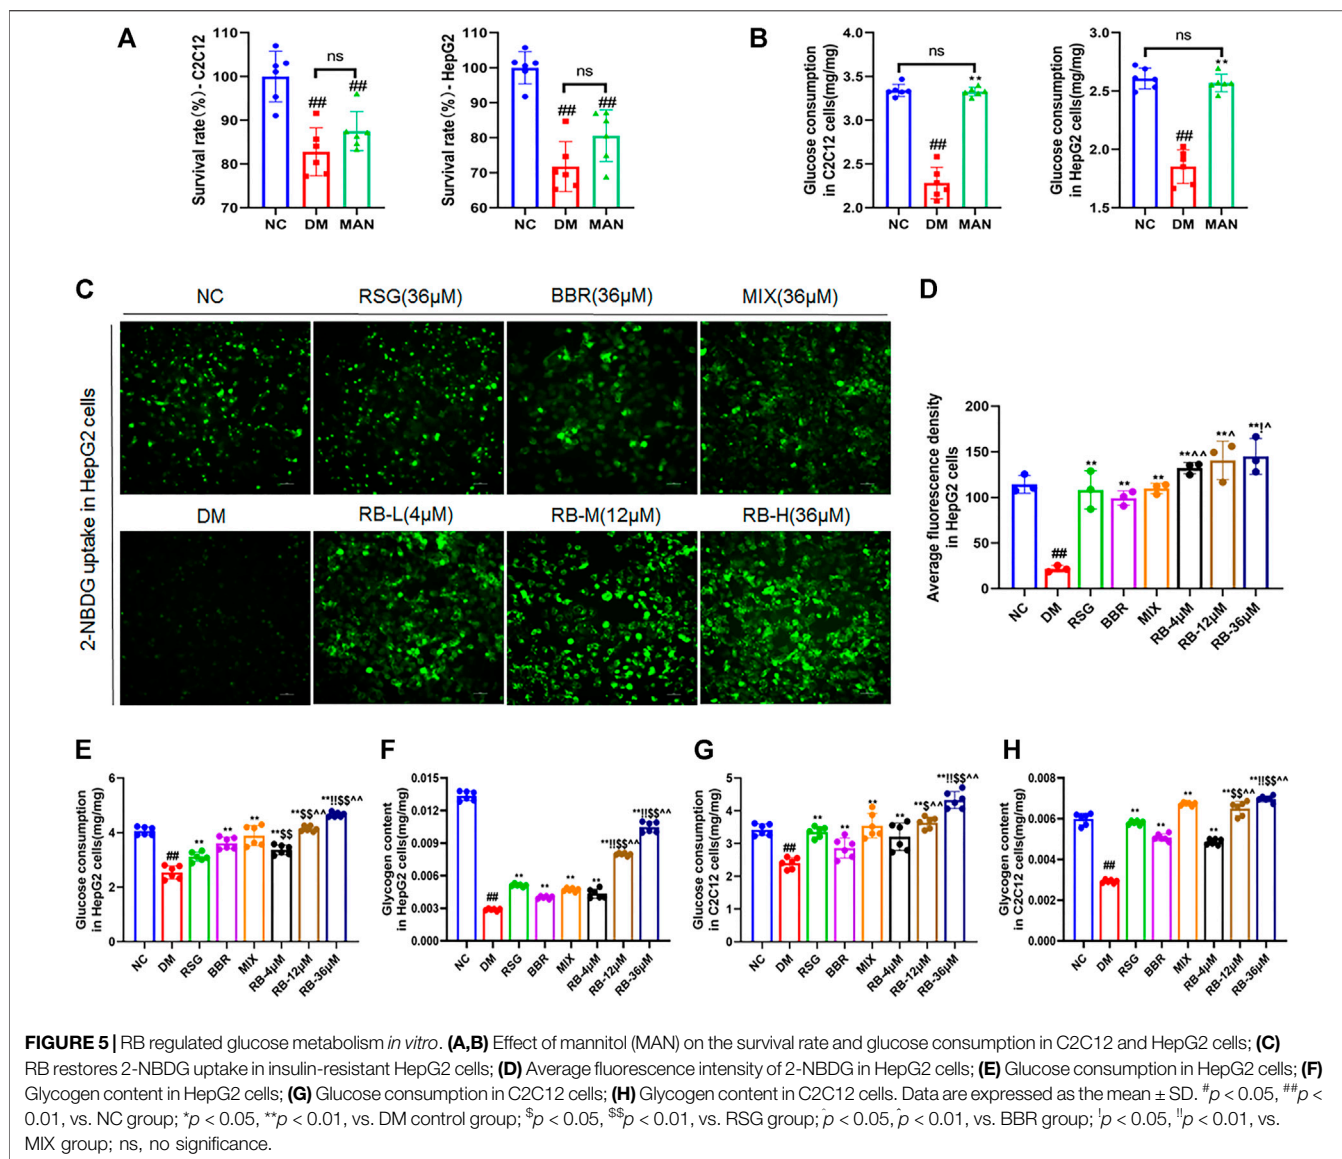 A
Survival rate (%) - C2C12
110
100
90
80
70
ns
##
##
NC
DM
MAN
Survival rate (%) - HepG2
110
100
90
80
70
60
ns
##
##
NC
DM
MAN
B
Glucose consumption
in C2C12 cells(mg/mg)
4.0
3.5
3.0
2.5
2.0
ns
**
##
NC
DM
MAN
Glucose consumption
in HepG2 cells(mg/mg)
3.0
2.5
2.0
1.5
ns
**
##
NC
DM
MAN
C
2-NBDG uptake in HepG2 cells
NC
RSG(36μM)
BBR(36μM)
MIX(36μM)
DM
RB-L(4μM)
RB-M(12μM)
RB-H(36μM)
D
Average fluorescence density
in HepG2 cells
200
150
100
50
0
##
**
**
**
**^^
**^
**!^
NC
DM
RSG
BBR
MIX
RB-4μM
RB-12μM
RB-36μM
E
Glucose consumption
in HepG2 cells(mg/mg)
6
4
2
0
##
**
**
**
**$$
**$$^^
**!!$$^^
NC
DM
RSG
BBR
MIX
RB-4μM
RB-12μM
RB-36μM
F
Glycogen content
in HepG2 cells(mg/mg)
0.015
0.012
0.009
0.006
0.003
0.000
##
**
**
**
**
**!!$$^^
**!!$$^^
NC
DM
RSG
BBR
MIX
RB-4μM
RB-12μM
RB-36μM
G
Glucose consumption
in C2C12 cells(mg/mg)
5
4
3
2
1
0
##
**
**
**
**
**$^^
**!!$$^^
NC
DM
RSG
BBR
MIX
RB-4μM
RB-12μM
RB-36μM
H
Glycogen content
in C2C12 cells(mg/mg)
0.008
0.006
0.004
0.002
0.000
##
**
**
**
**
**$$^^
**!!$$^^
NC
DM
RSG
BBR
MIX
RB-4μM
RB-12μM
RB-36μM
FIGURE 5 | RB regulated glucose metabolism in vitro. (A,B) Effect of mannitol (MAN) on the survival rate and glucose consumption in C2C12 and HepG2 cells; (C)
RB restores 2-NBDG uptake in insulin-resistant HepG2 cells; (D) Average fluorescence intensity of 2-NBDG in HepG2 cells; (E) Glucose consumption in HepG2 cells; (F)
Glycogen content in HepG2 cells; (G) Glucose consumption in C2C12 cells; (H) Glycogen content in C2C12 cells. Data are expressed as the mean ± SD. #p < 0.05, ##p <
0.01, vs. NC group; *p < 0.05, **p < 0.01, vs. DM control group; $p < 0.05, $$p < 0.01, vs. RSG group; ^p < 0.05, ^p < 0.01, vs. BBR group; !p < 0.05, !!p < 0.01, vs.
MIX group; ns, no significance.